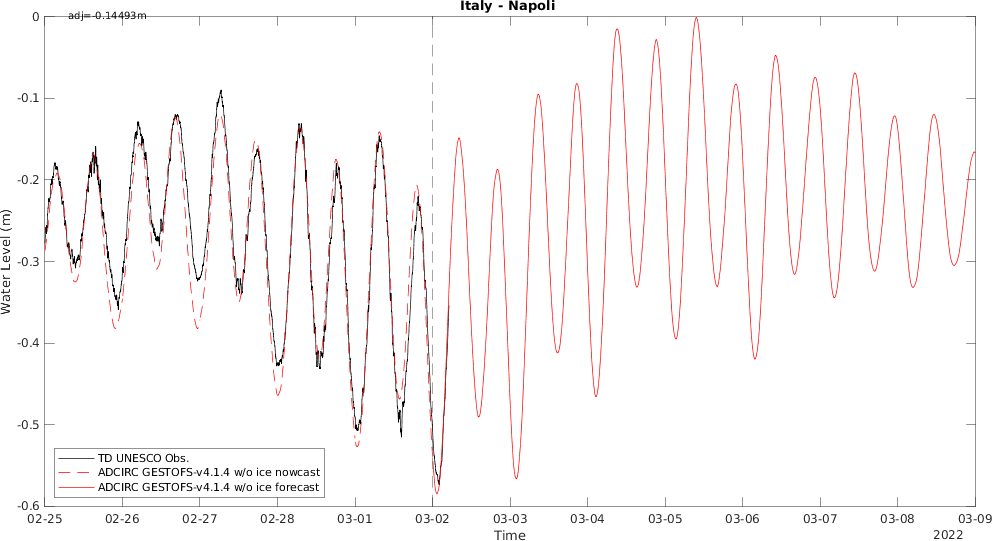 Italy - Napoli
adj=-0.14493m
0
-0.1
-0.2
-0.3
-0.4
-0.5
-0.6
Water Level (m)
TD UNESCO Obs.
ADCIRC GESTOFS-v4.1.4 w/o ice nowcast
ADCIRC GESTOFS-v4.1.4 w/o ice forecast
02-25 02-26 02-27 02-28 03-01 03-02 03-03 03-04 03-05 03-06 03-07 03-08 03-09
Time
2022